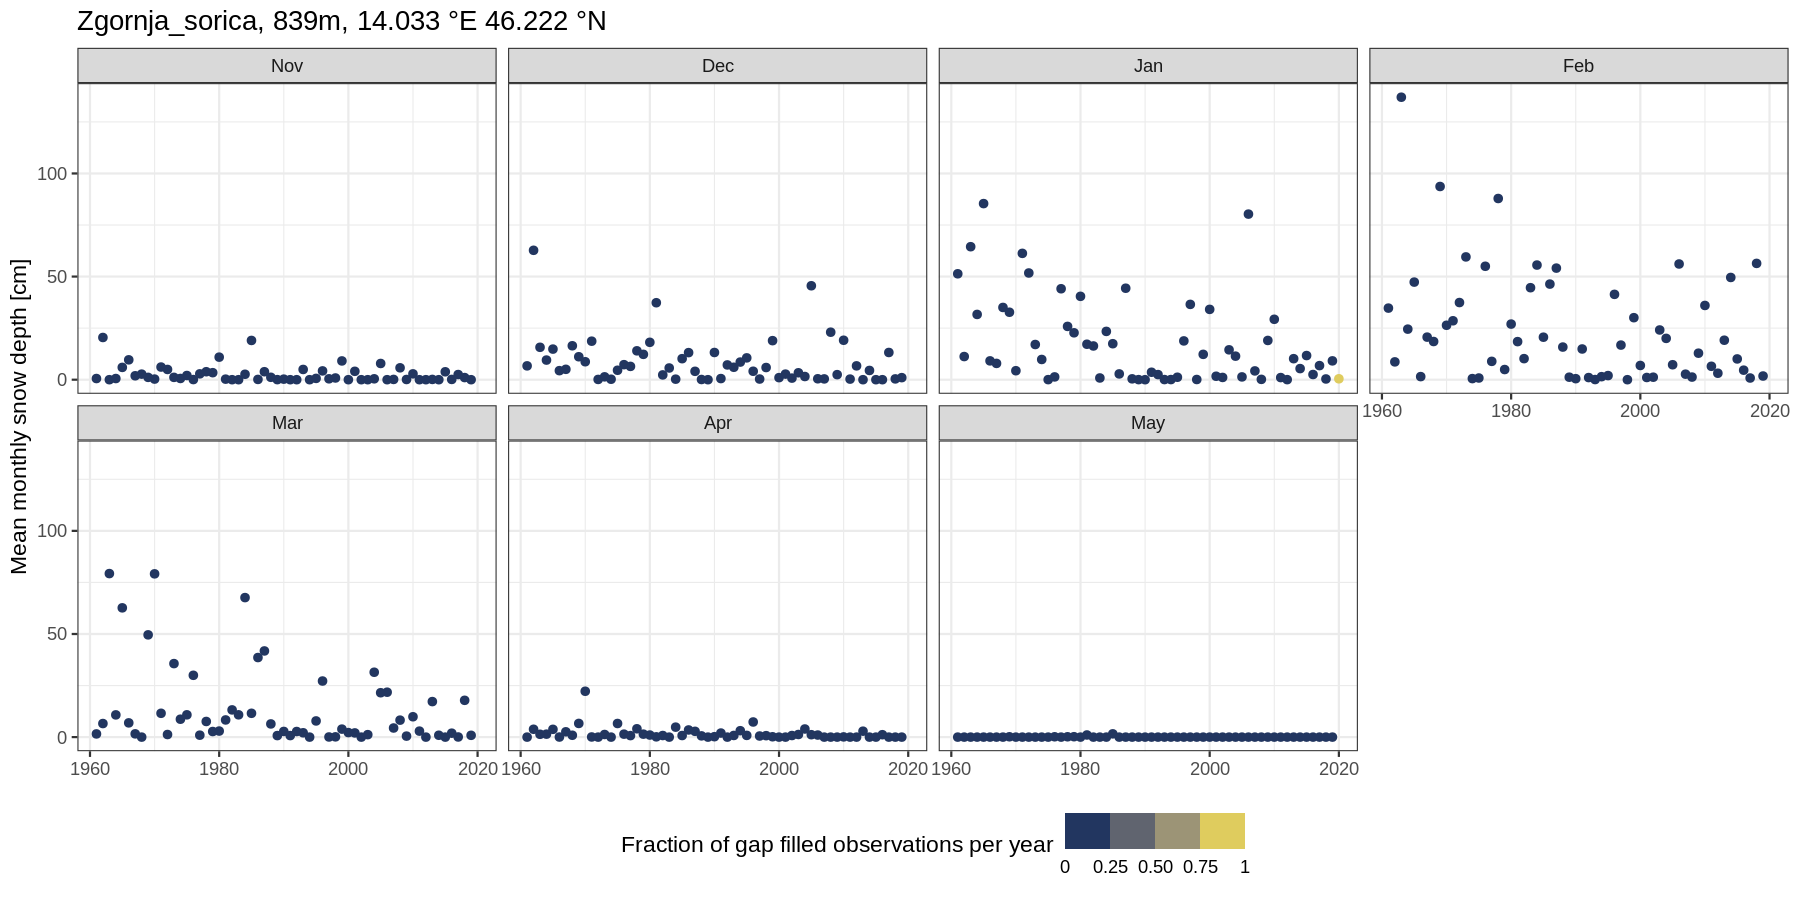 Zgornja_sorica, 839m, 14.033 °E 46.222 °N
Nov Dec Jan Feb
Mean monthly snow depth [cm]
100
50
0
1960 1980 2000 2020
Mar Apr May
100
50
0
1960 1980 2000 2020 1960 1980 2000 2020 1960 1980 2000 2020
Fraction of gap filled observations per year
0 0.25 0.50 0.75 1